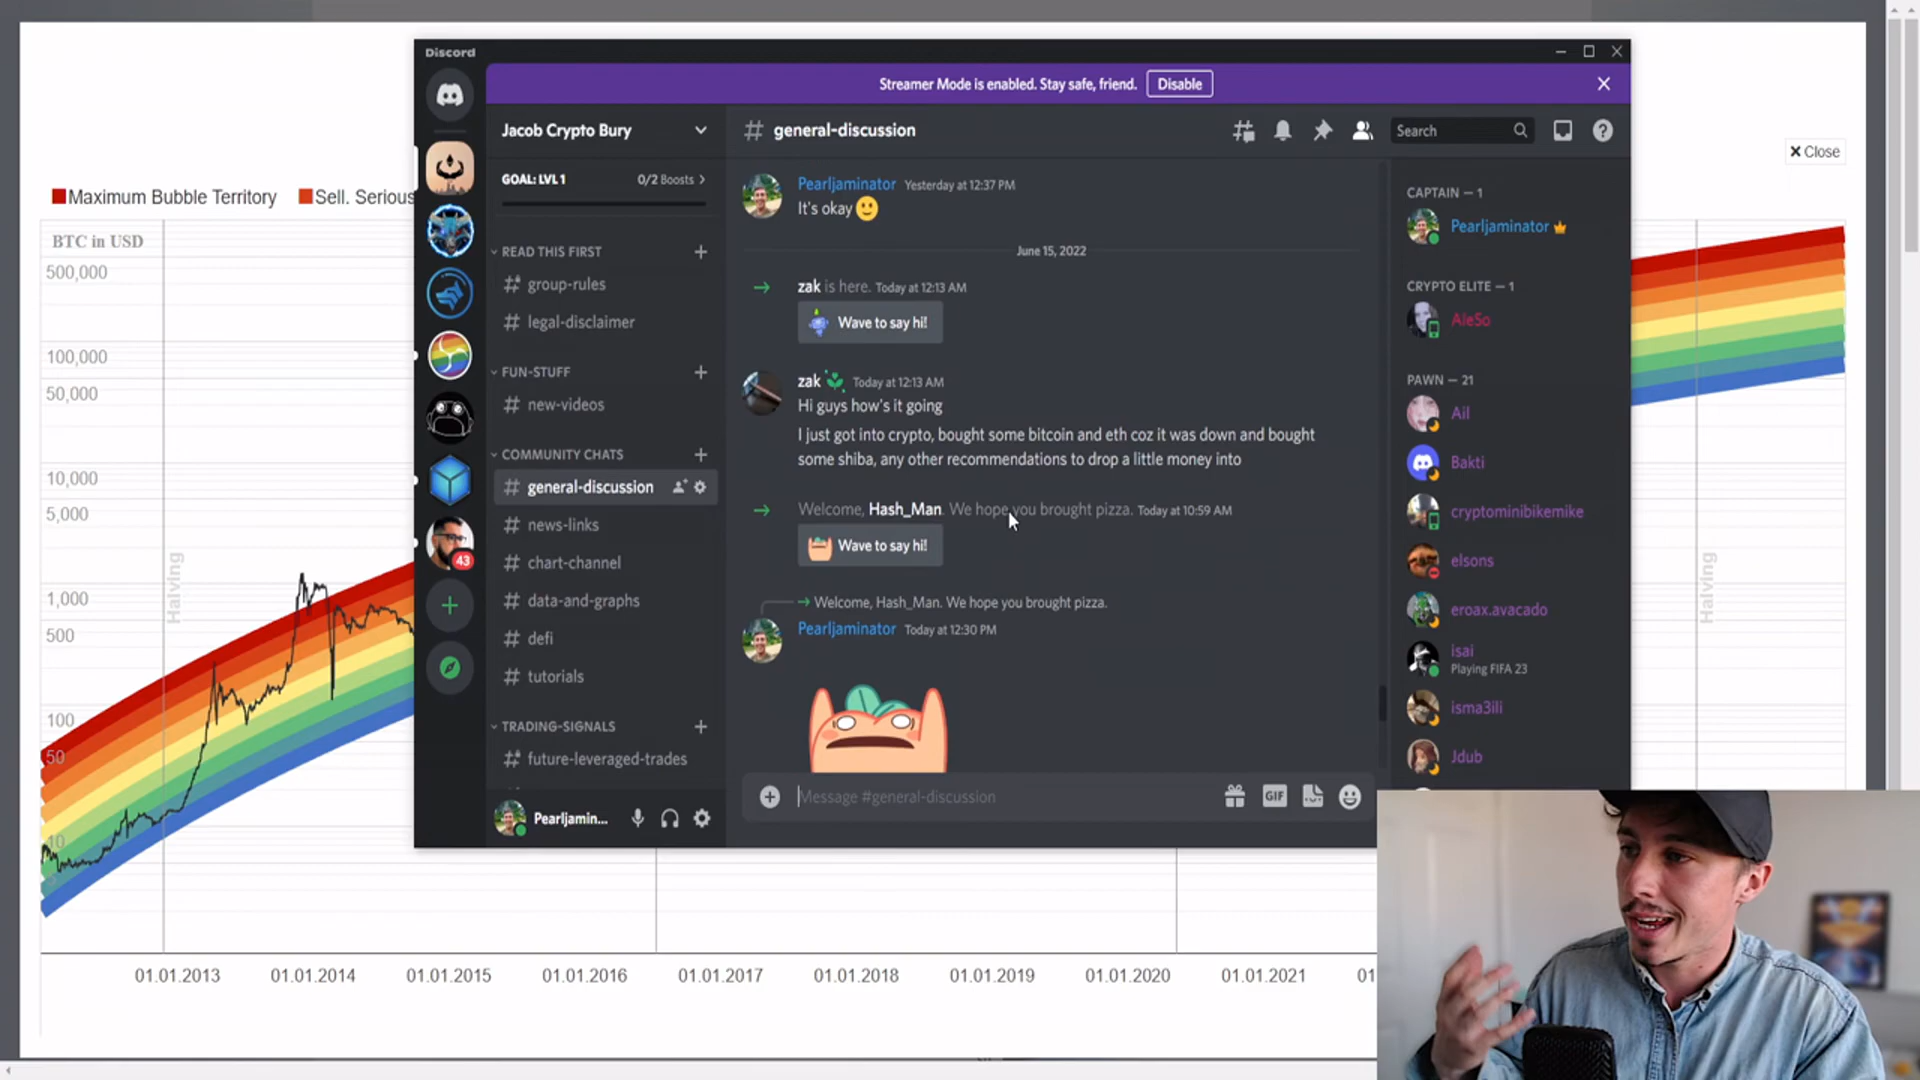 Discord
Streamer Mode is enabled. Stay safe, friend. Disable
Jacob Crypto Bury
GOAL: LVL 1 0/2 Boosts
READ THIS FIRST
group-rules
legal-disclaimer
FUN-STUFF
new-videos
COMMUNITY CHATS
general-discussion
news-links
chart-channel
data-and-graphs
defi
tutorials
TRADING-SIGNALS
future-leveraged-trades
Pearljamin...
43
general-discussion
Search
Pearljaminator Yesterday at 12:37 PM
It's okay
June 15, 2022
zak is here. Today at 12:13 AM
Wave to say hi!
zak Today at 12:13 AM
Hi guys how's it going
I just got into crypto, bought some bitcoin and eth coz it was down and bought
some shiba, any other recommendations to drop a little money into
Welcome, Hash_Man. We hope you brought pizza. Today at 10:59 AM
Wave to say hi!
Welcome, Hash_Man. We hope you brought pizza.
Pearljaminator Today at 12:30 PM
Message #general-discussion
GIF
CAPTAIN — 1
Pearljaminator
CRYPTO ELITE — 1
AleSo
PAWN — 21
Ail
Bakti
cryptominibikemike
elsons
eroax.avacado
isai
Playing FIFA 23
isma3ili
Jdub
Close
Maximum Bubble Territory Sell. Serious
BTC in USD
500,000
100,000
50,000
10,000
5,000
1,000
500
100
50
10
Halving
Halving
01.01.2013 01.01.2014 01.01.2015 01.01.2016 01.01.2017 01.01.2018 01.01.2019 01.01.2020 01.01.2021 01